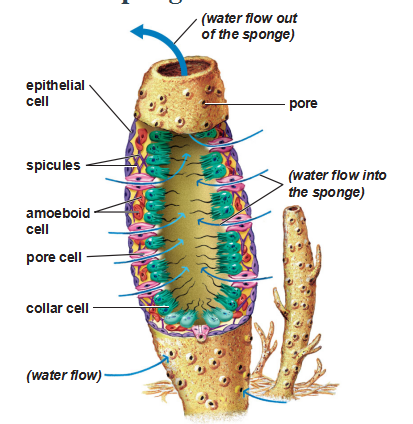 (water flow out
of the sponge)
epithelial
cell
pore
spicules
(water flow into
the sponge)
amoeboid
cell
pore cell
collar cell
(water flow)